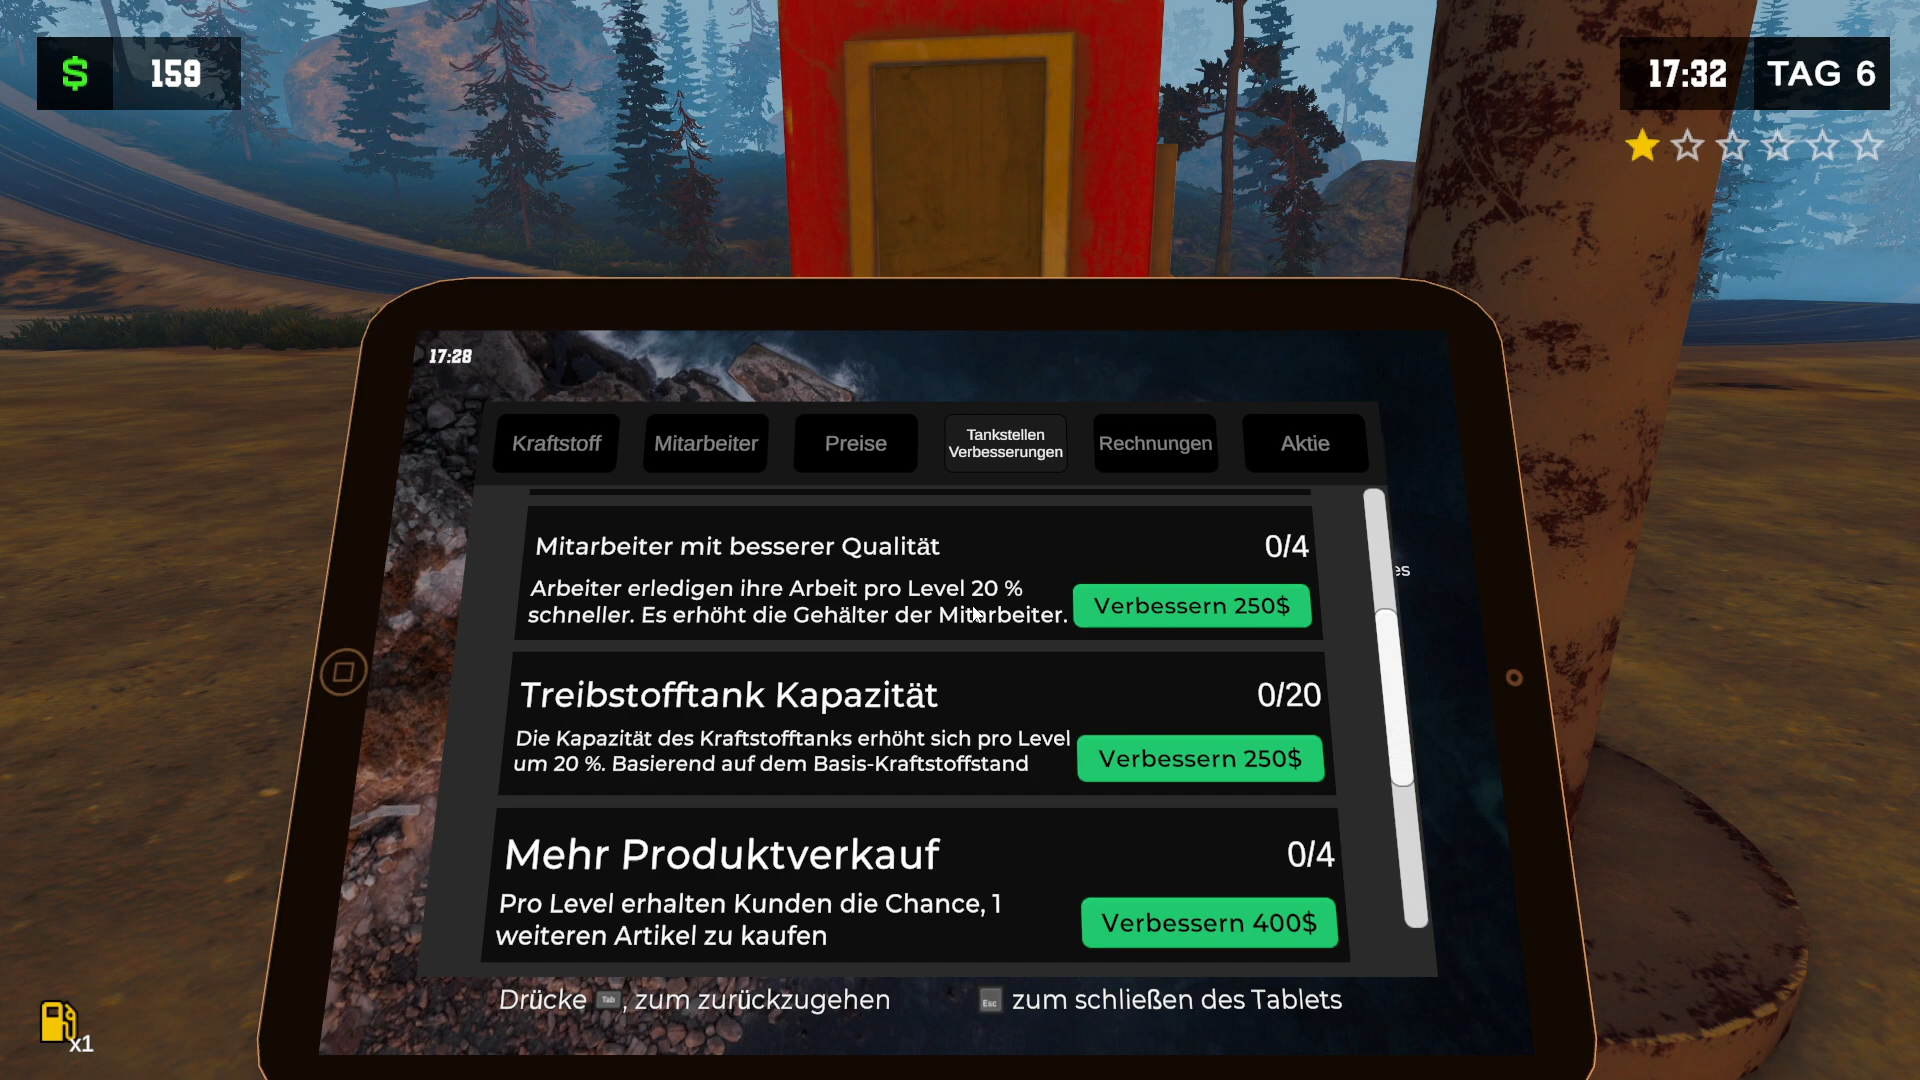 $ 159
17:32 TAG 6
17:28
Kraftstoff
Mitarbeiter
Preise
Tankstellen
Verbesserungen
Rechnungen
Aktie
Mitarbeiter mit besserer Qualität 0/4
Arbeiter erledigen ihre Arbeit pro Level 20 %
schneller. Es erhöht die Gehälter der Mitarbeiter.
Verbessern 250$
es
Treibstofftank Kapazität 0/20
Die Kapazität des Kraftstofftanks erhöht sich pro Level
um 20 %. Basierend auf dem Basis-Kraftstoffstand
Verbessern 250$
Mehr Produktverkauf 0/4
Pro Level erhalten Kunden die Chance, 1
weiteren Artikel zu kaufen
Verbessern 400$
Drücke Tab, zum zurückzugehen
Esc zum schließen des Tablets
x1